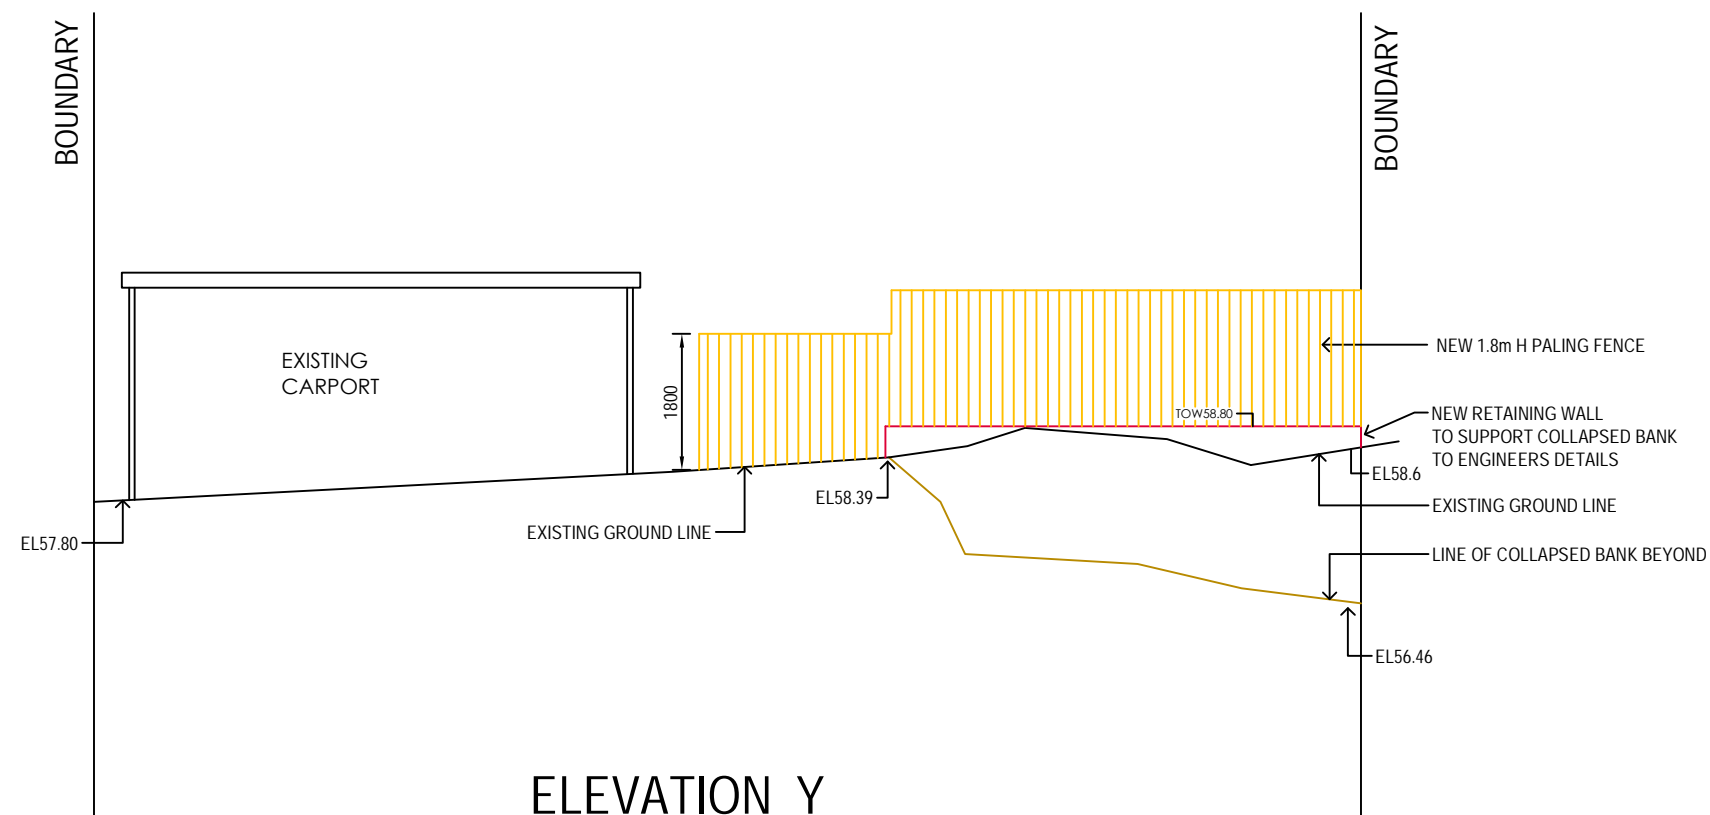 BOUNDARY
BOUNDARY
EXISTING
CARPORT
1800
NEW 1.8m H PALING FENCE
TOW58.80
NEW RETAINING WALL
TO SUPPORT COLLAPSED BANK
TO ENGINEERS DETAILS
EL58.6
EL58.39
EXISTING GROUND LINE
EXISTING GROUND LINE
EL57.80
LINE OF COLLAPSED BANK BEYOND
EL56.46
ELEVATION Y